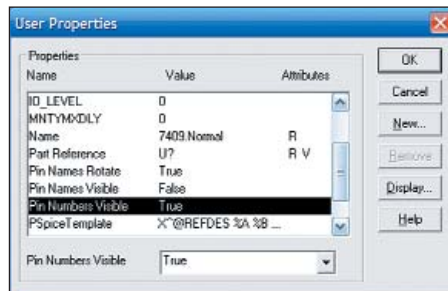 User Properties
Properties
Name Value Attributes
IO_LEVEL 0
MNTYMXDLY 0
Name 7409.Normal R
Part Reference U? R V
Pin Names Rotate True
Pin Names Visible False
Pin Numbers Visible True
PSpiceTemplate X^@REFDES %A %B ...
Pin Numbers Visible True
OK
Cancel
New...
Remove
Display...
Help